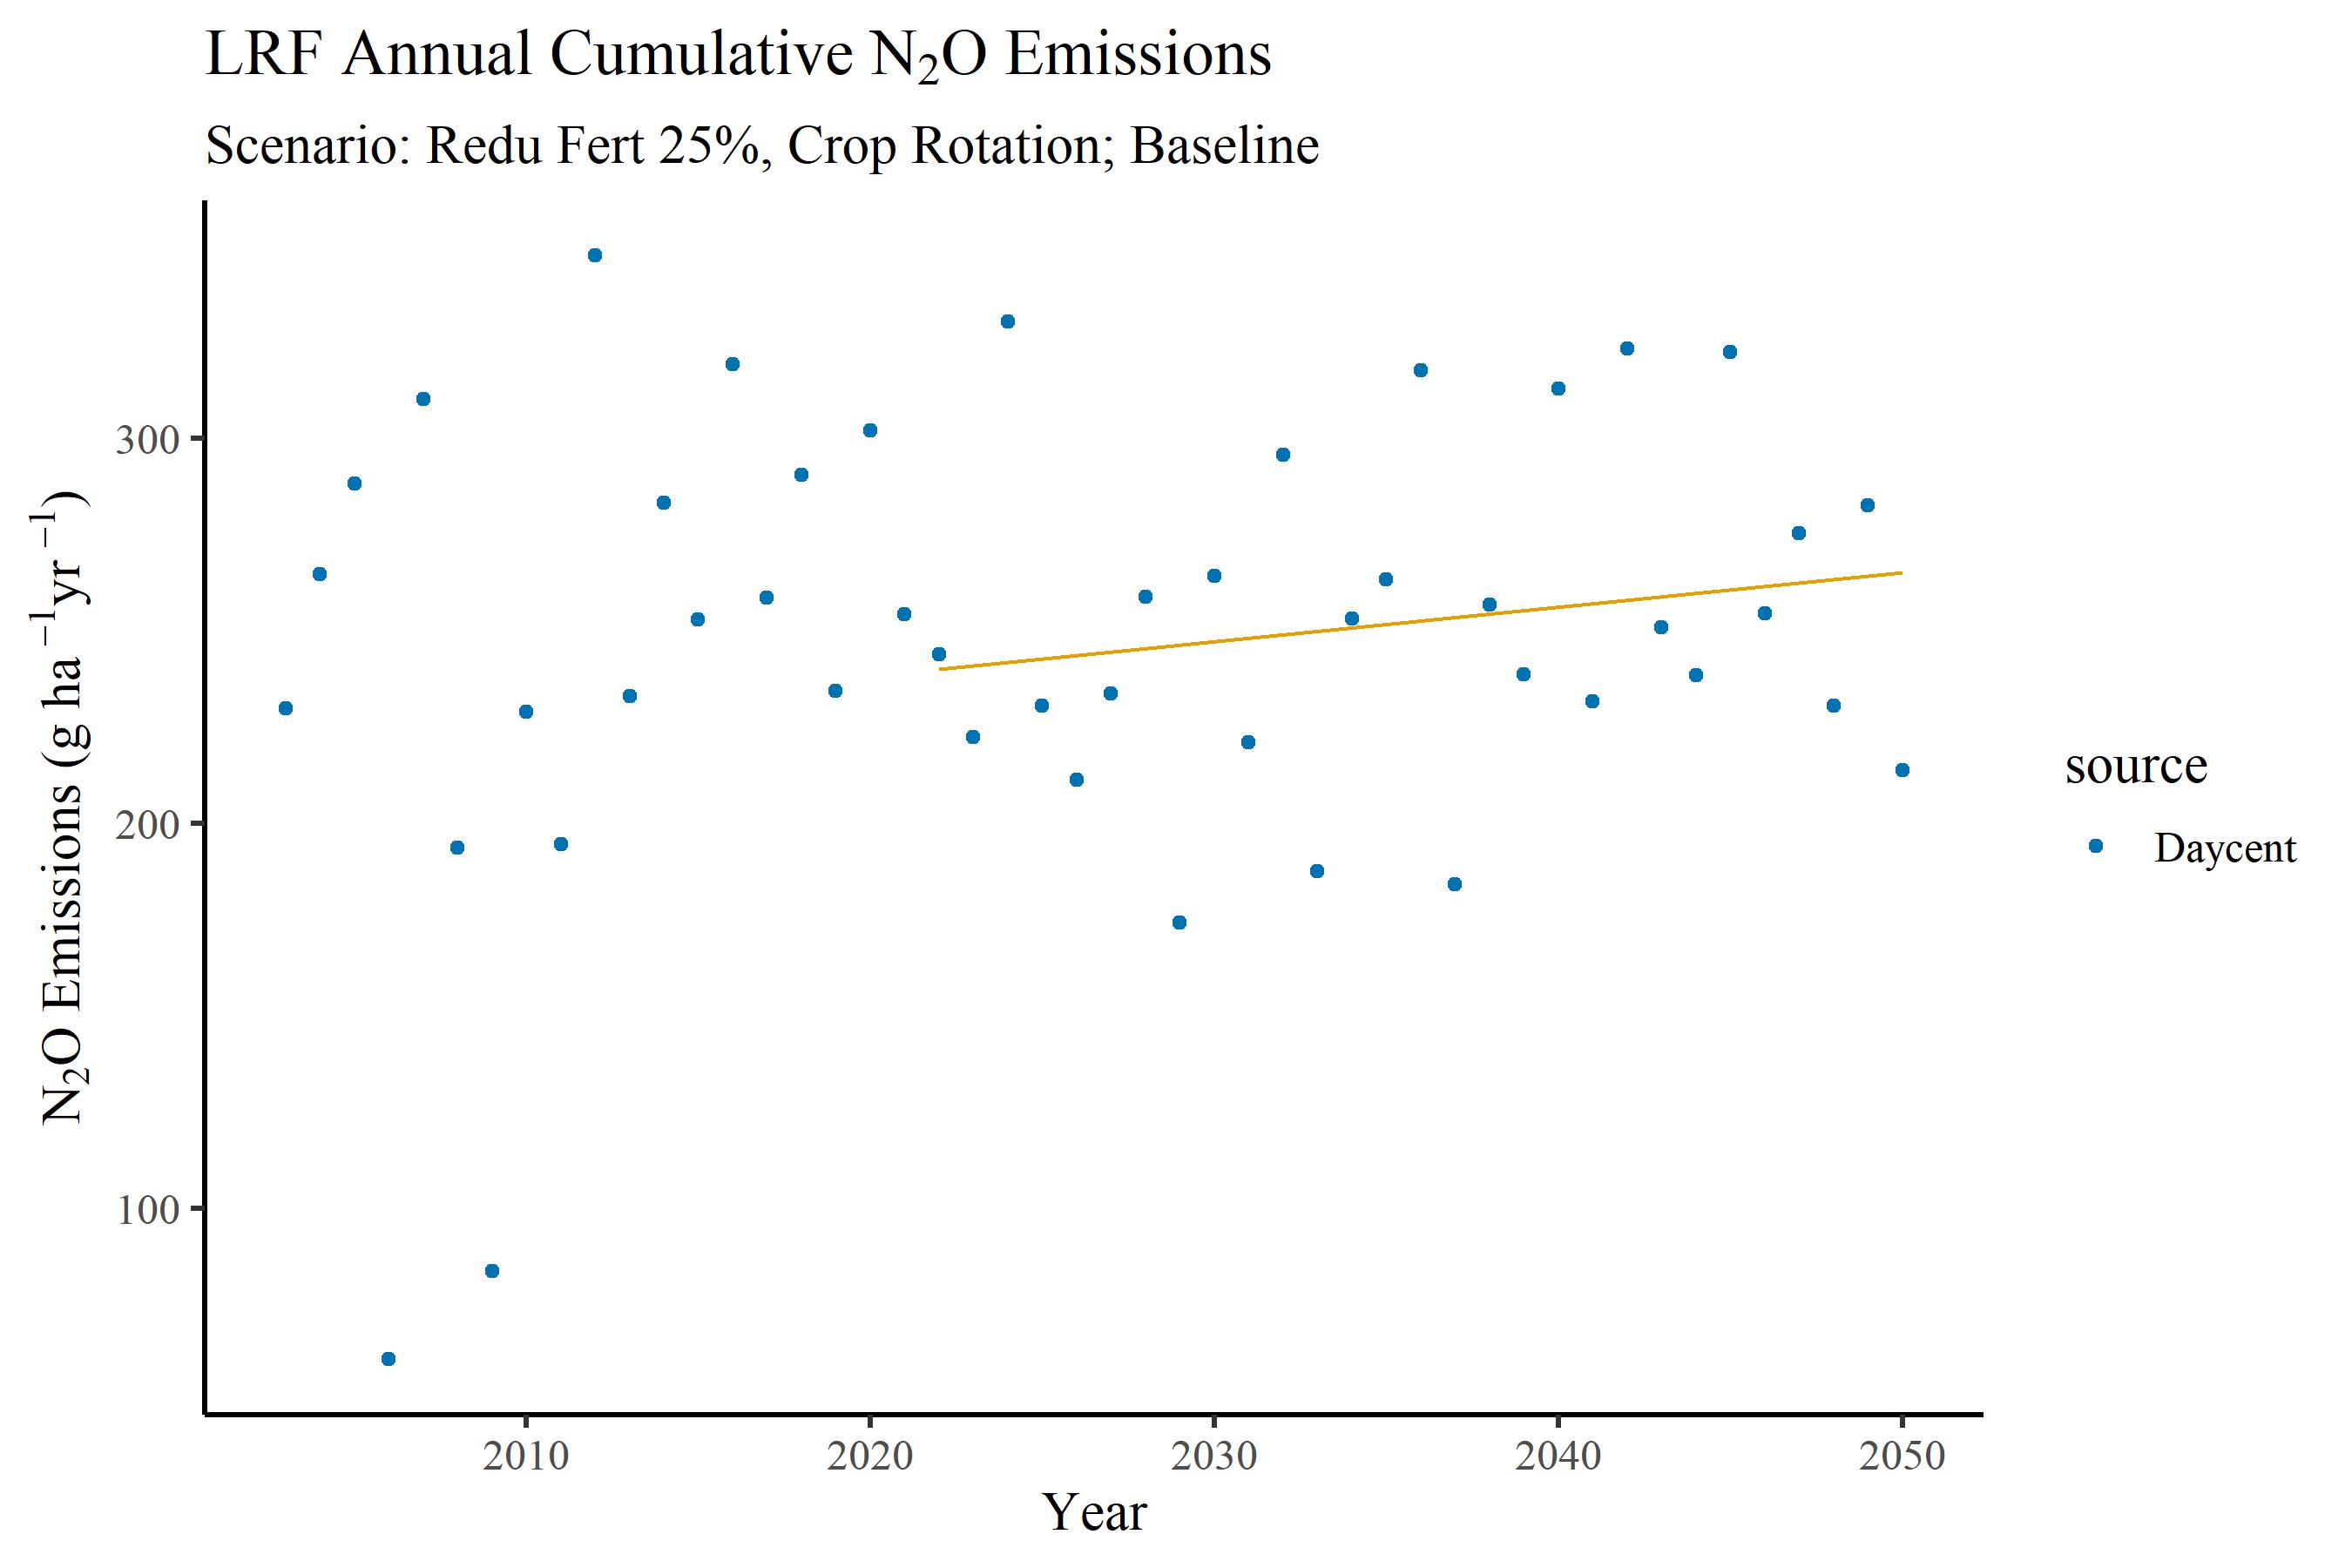 LRF Annual Cumulative N₂O Emissions
Scenario: Redu Fert 25%, Crop Rotation; Baseline
N₂O Emissions (g ha ⁻¹yr ⁻¹)
300
200
100
2010 2020 2030 2040 2050
Year
source
Daycent